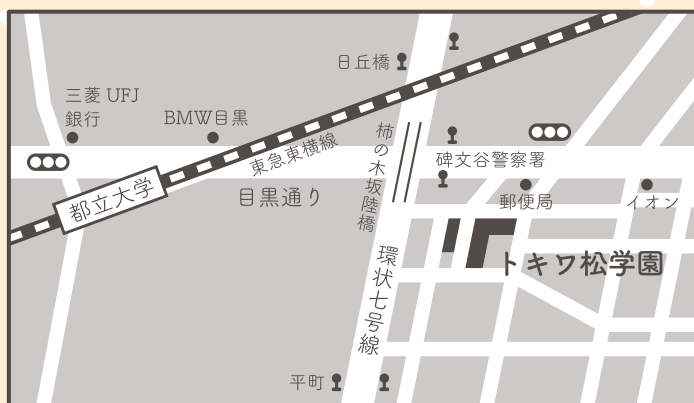 日丘橋
三菱 UFJ
銀行
BMW目黒
東急東横線
柿の木坂陸橋
碑文谷警察署
都立大学
目黒通り
郵便局
イオン
トキワ松学園
環状七号線
平町